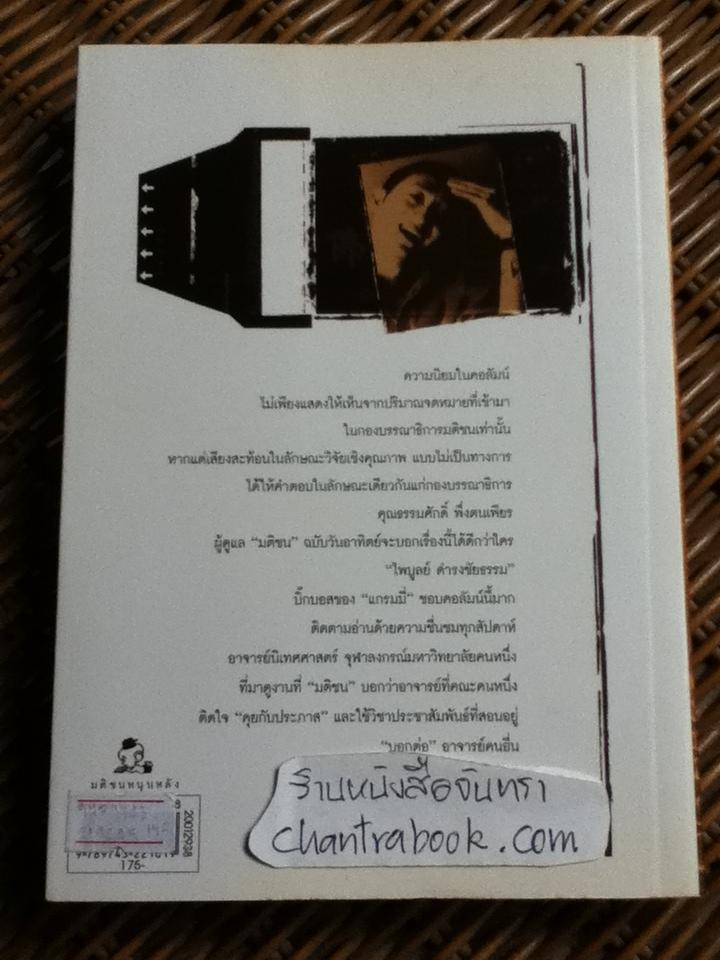 ความนิยมในคอลัมน์
ไม่เพียงแสดงให้เห็นจากปริมาณจดหมายที่เข้ามา
ในกองบรรณาธิการมติชนเท่านั้น
หากแต่เสียงสะท้อนในลักษณะวิจัยเชิงคุณภาพ แบบไม่เป็นทางการ
ได้ให้คำตอบในลักษณะเดียวกันแก่กองบรรณาธิการ
คุณธรรมศักดิ์ พึ่งตนเพียร
ผู้ดูแล “มติชน” ฉบับวันอาทิตย์จะบอกเรื่องนี้ได้ดีกว่าใคร
“ไพบูลย์ ดำรงชัยธรรม”
บิ๊กบอสของ “แกรมมี่” ชอบคอลัมน์นี้มาก
ติดตามอ่านด้วยความชื่นชมทุกสัปดาห์
อาจารย์นิเทศศาสตร์ จุฬาลงกรณ์มหาวิทยาลัยคนหนึ่ง
ที่มาดูงานที่ “มติชน” บอกว่าอาจารย์ที่คณะคนหนึ่ง
ติดใจ “คุยกับประภาส” และใช้วิชาประชาสัมพันธ์ที่สอนอยู่
“บอกต่อ” อาจารย์คนอื่น
มติชนหนุนหลัง
20012938
175-
ร้านหนังสือจันทรา
chantrabook.com